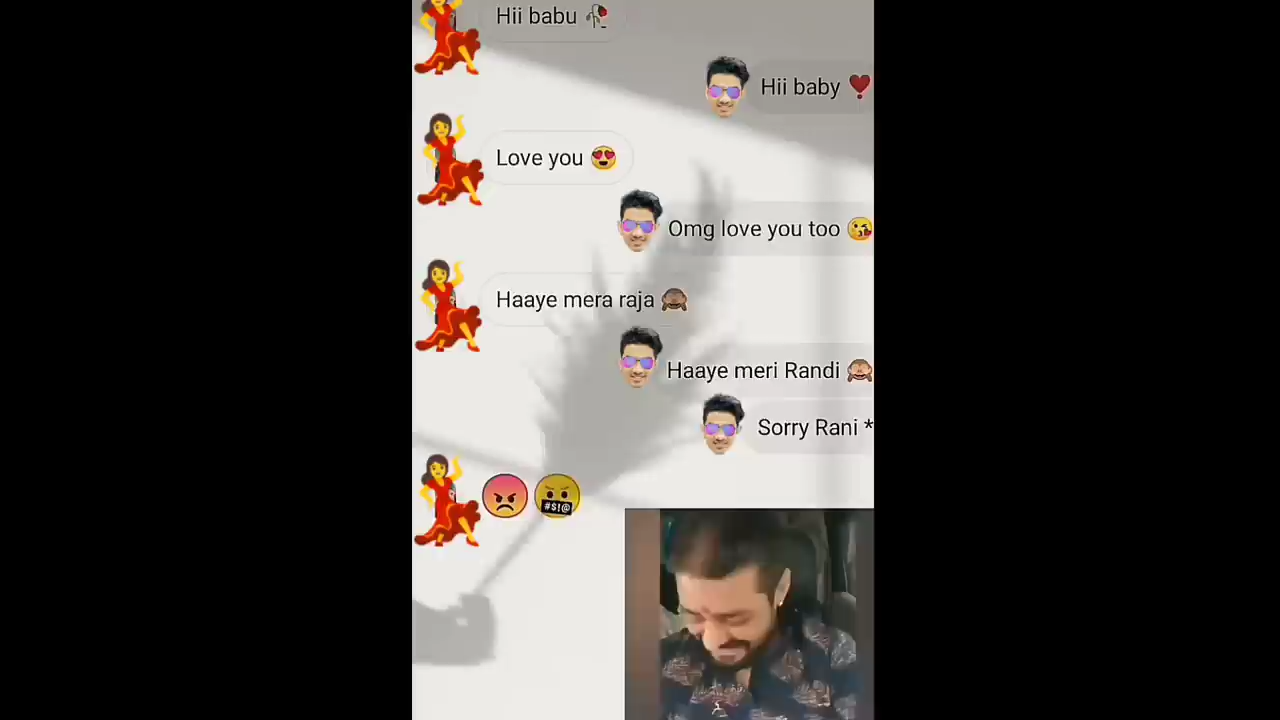 Hii babu 🥀
Hii baby ❣️
Love you 😍
Omg love you too 😘
Haaye mera raja 🙈
Haaye meri Randi 🙈
Sorry Rani *
😡 🤬